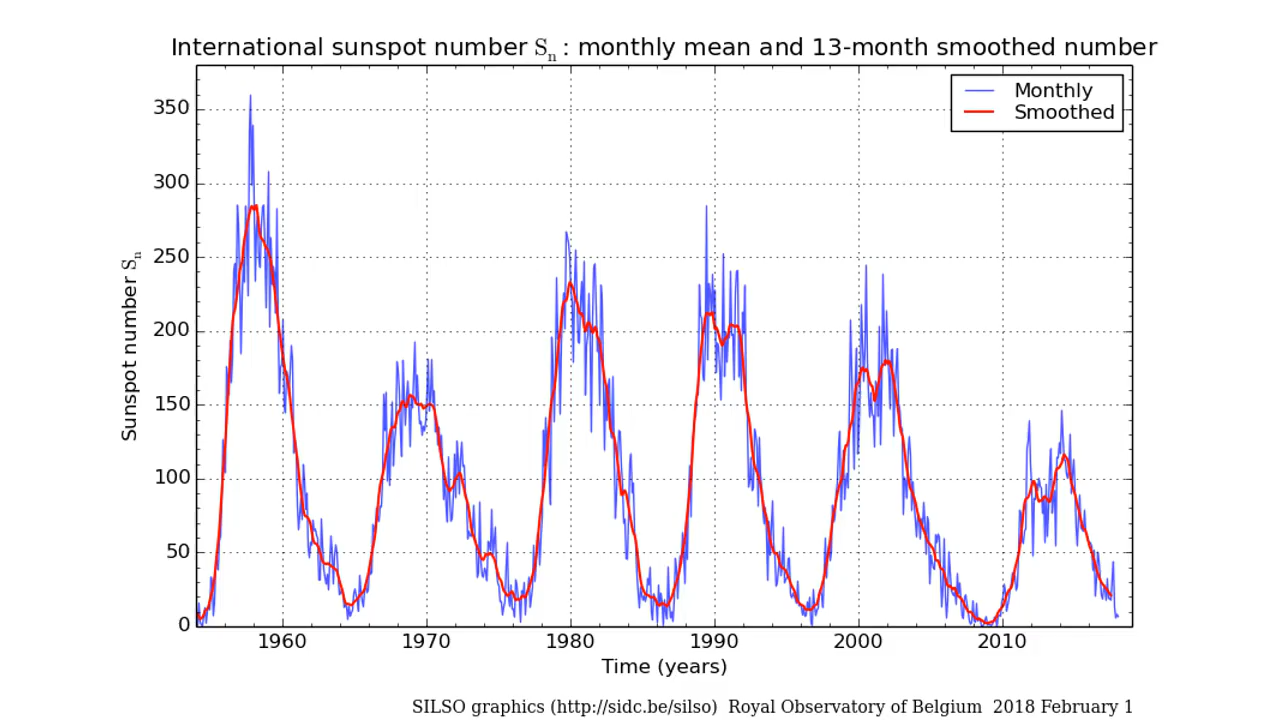 International sunspot number Sn : monthly mean and 13-month smoothed number
Monthly
Smoothed
350
300
250
200
150
100
50
0
Sunspot number Sn
1960 1970 1980 1990 2000 2010
Time (years)
SILSO graphics (http://sidc.be/silso) Royal Observatory of Belgium 2018 February 1